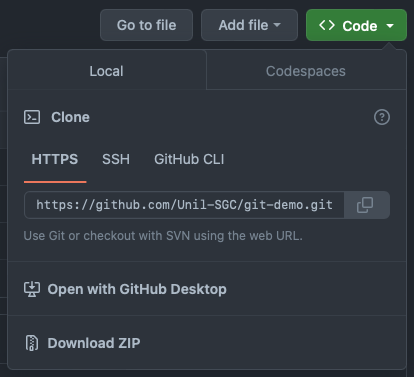 Go to file Add file Code
Local Codespaces
Clone
HTTPS SSH GitHub CLI
https://github.com/Unil-SGC/git-demo.git
Use Git or checkout with SVN using the web URL.
Open with GitHub Desktop
Download ZIP